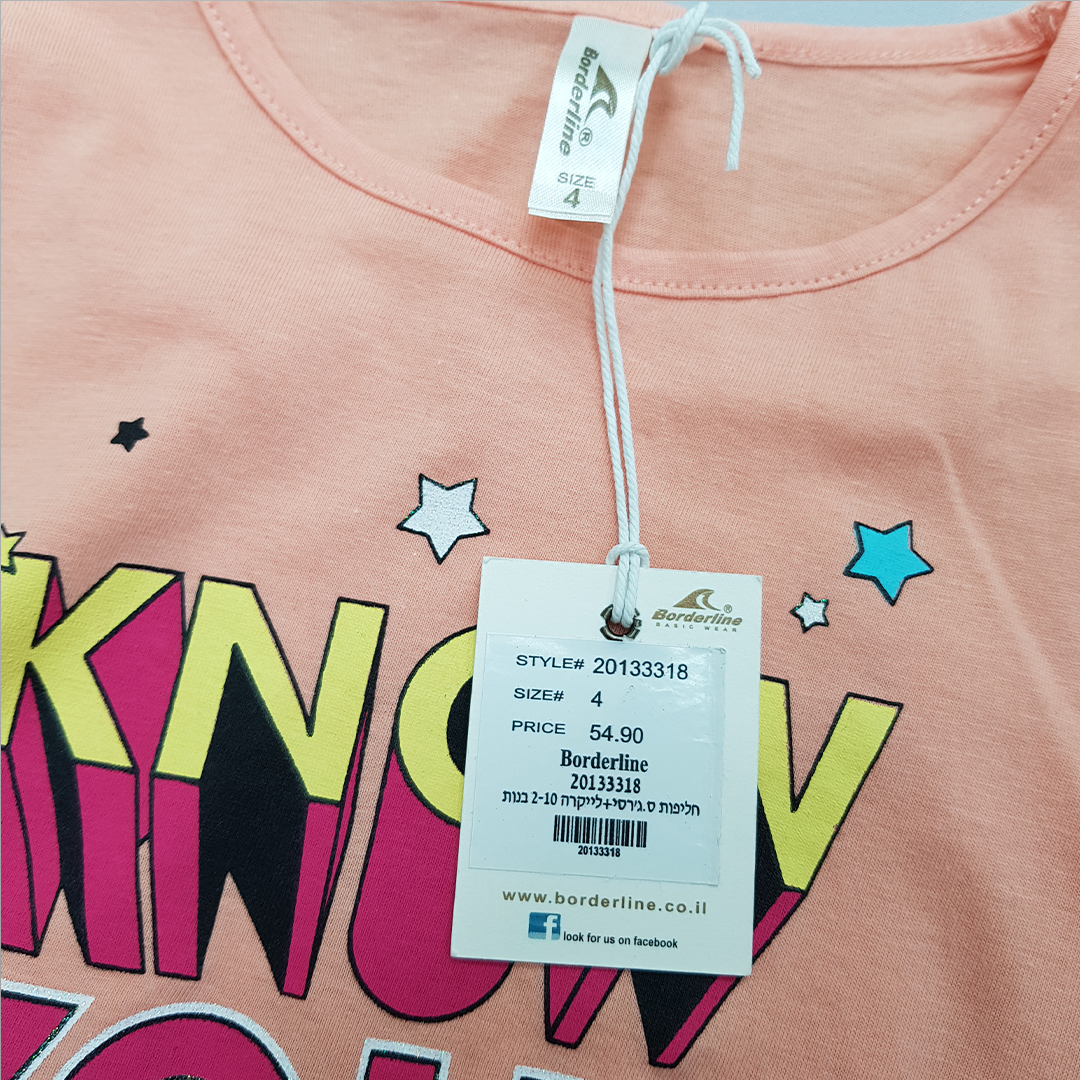 Borderline®
SIZE
4
KNOW
Borderline®
BASIC WEAR
STYLE# 20133318
SIZE# 4
PRICE 54.90
Borderline
20133318
חליפות ס.ג'רסי+לייקרה 2-10 בנות
20133318
www.borderline.co.il
f look for us on facebook